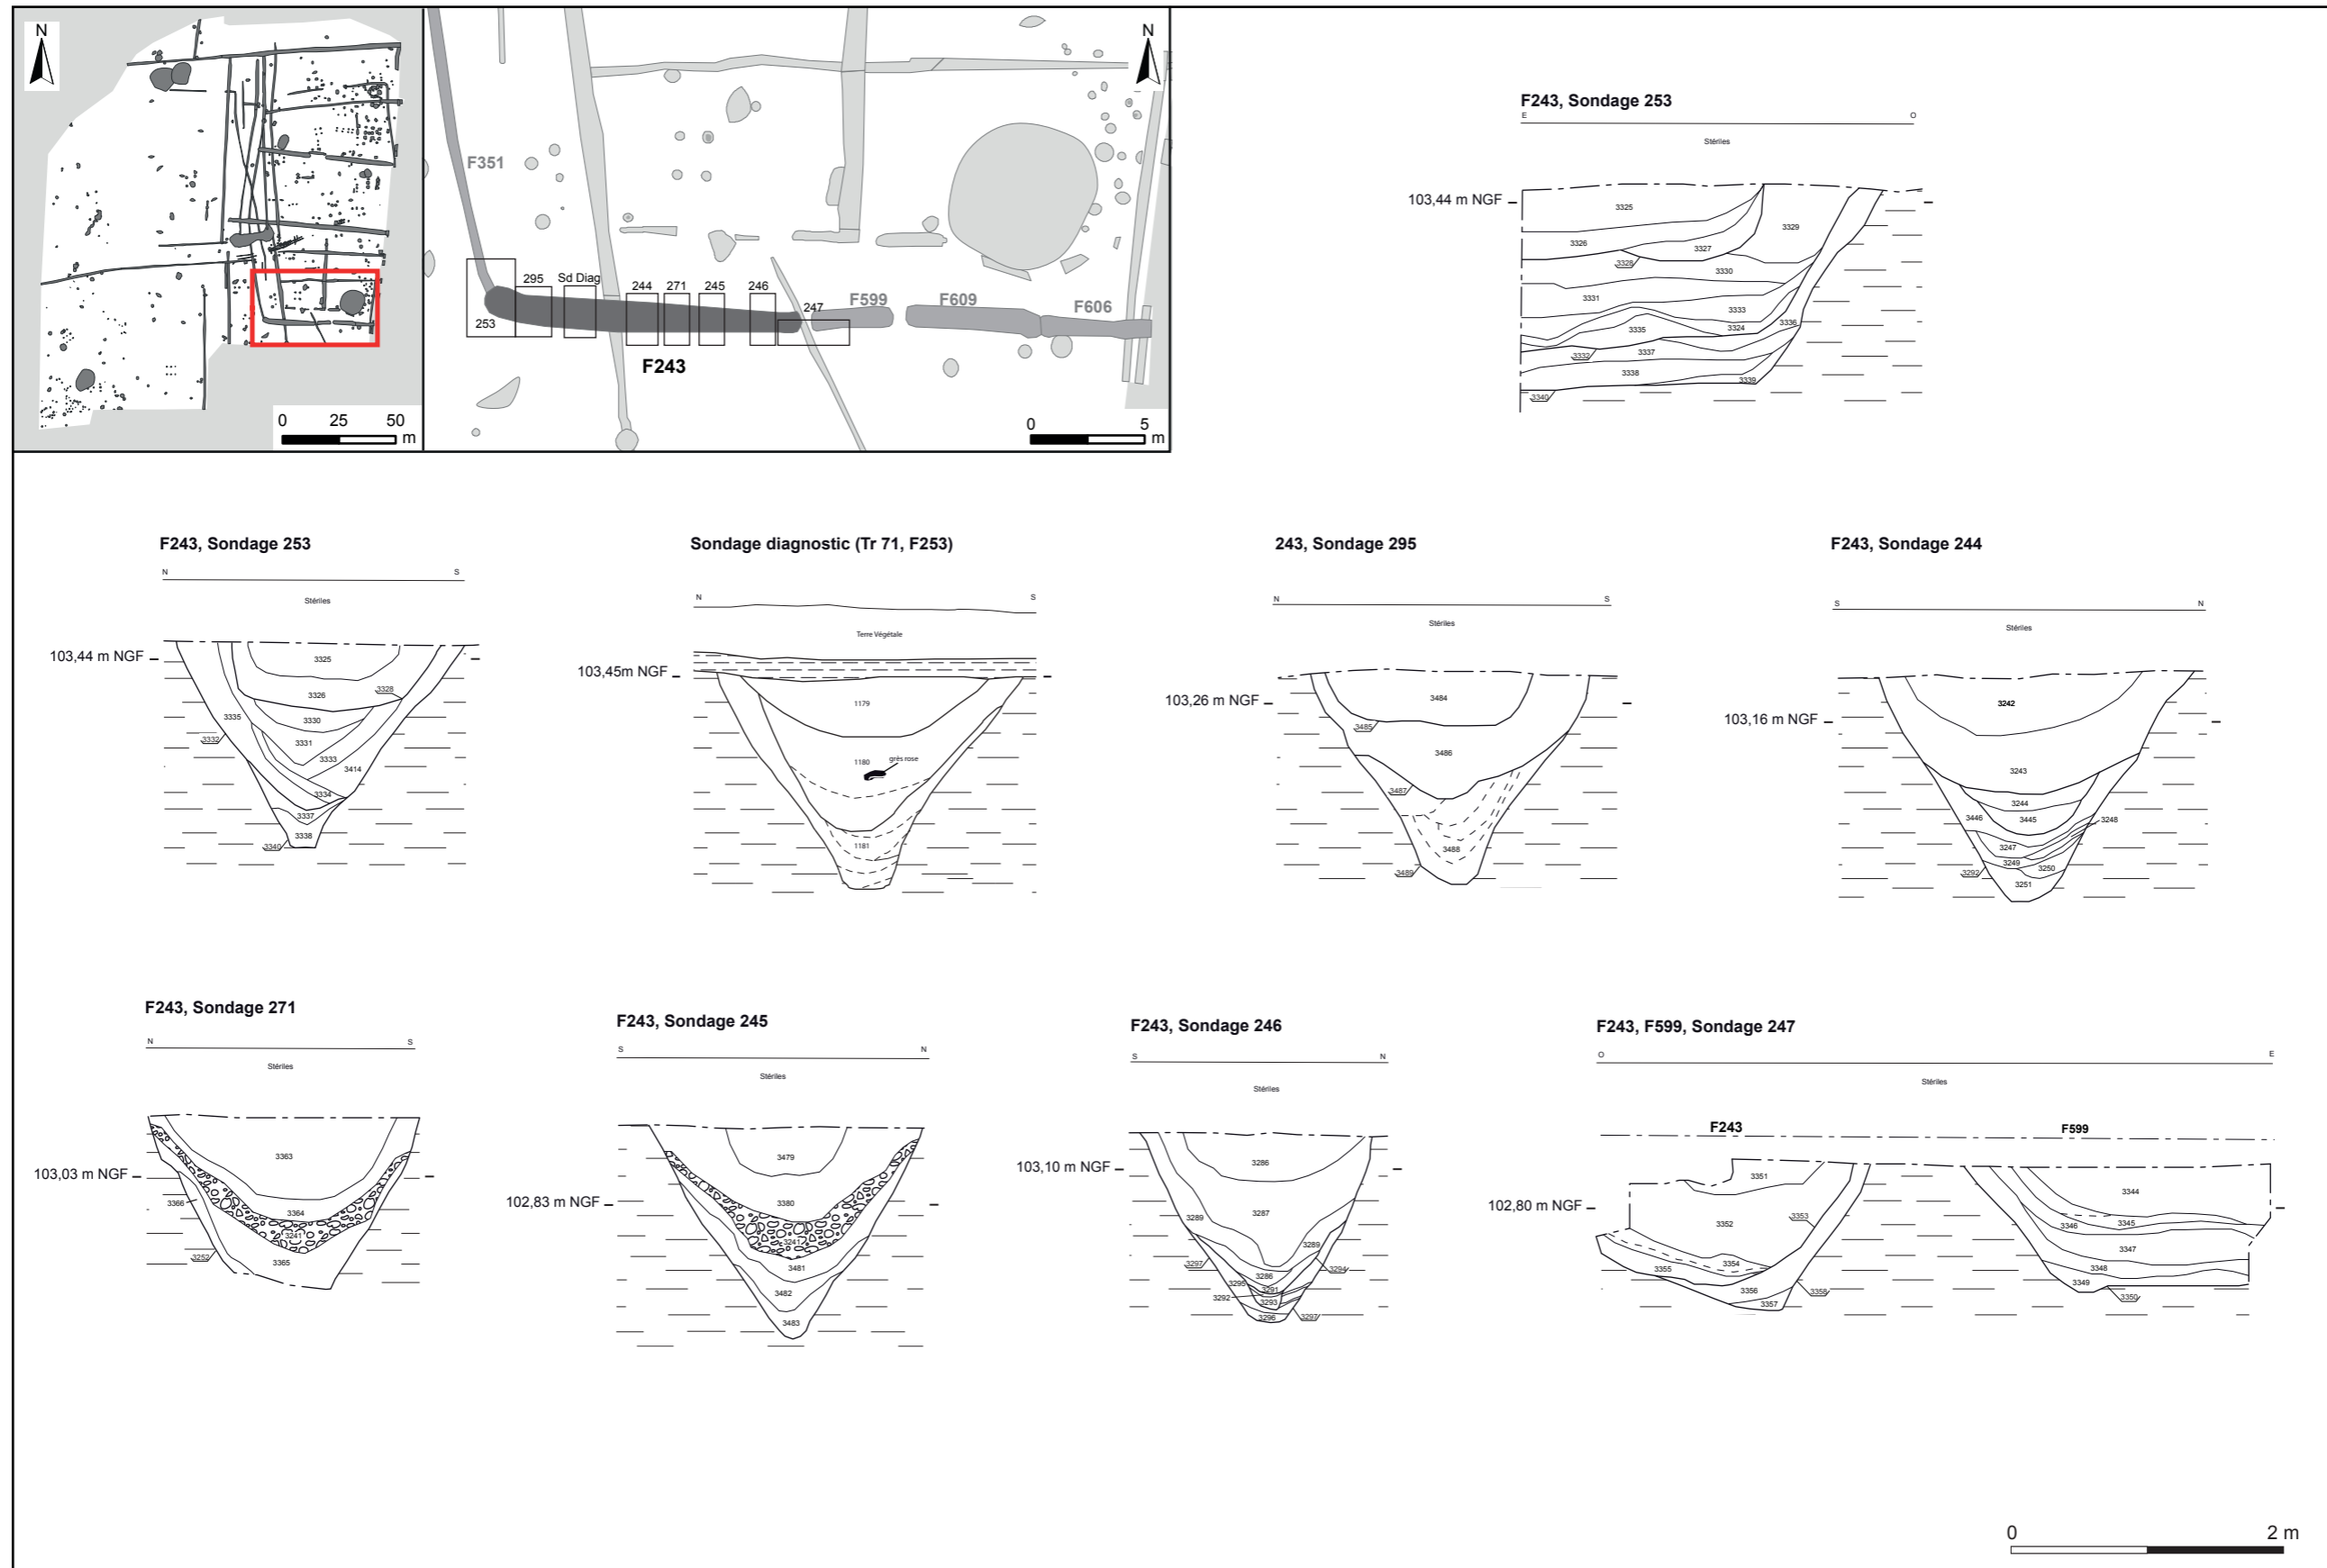 N
0 25 50
m
N
F351
295 Sd Diag 244 271 245 246
253
247
F599
F609
F606
F243
0 5
m
F243, Sondage 253
E O
Stériles
103,44 m NGF
3325
3329
3326
3327
3328
3330
3331
3333
3335
3324
3336
3332
3337
3338
3339
3340
F243, Sondage 253
N S
Stériles
103,44 m NGF
3325
3326
3328
3335
3330
3332
3331
3333
3414
3334
3337
3338
3340
Sondage diagnostic (Tr 71, F253)
N S
Terre Végétale
103,45m NGF
1179
1180
grès rose
1181
243, Sondage 295
N S
Stériles
103,26 m NGF
3484
3485
3486
3487
3488
3489
F243, Sondage 244
S N
Stériles
103,16 m NGF
3242
3243
3244
3446
3445
3248
3247
3249
3250
3292
3251
F243, Sondage 271
N S
Stériles
103,03 m NGF
3363
3366
3364
3241
3252
3365
F243, Sondage 245
S N
Stériles
102,83 m NGF
3479
3380
3241
3481
3482
3483
F243, Sondage 246
S N
Stériles
103,10 m NGF
3286
3287
3289
3289
3297
3286
3294
3295
3291
3292
3293
3296
3297
F243, F599, Sondage 247
O E
Stériles
F243 F599
102,80 m NGF
3351
3352
3353
3354
3355
3356
3357
3358
3344
3346
3345
3347
3348
3349
3350
0 2 m